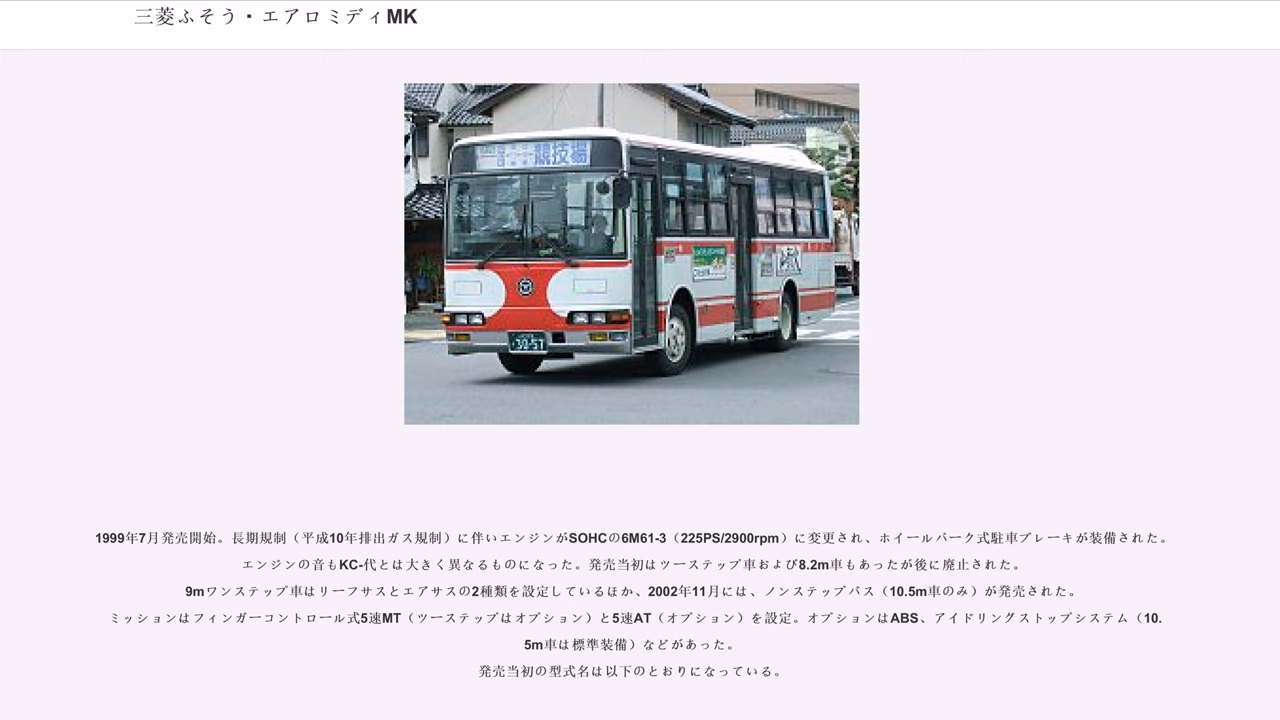 三菱ふそう・エアロミディMK
競技場
30-57
1999年7月発売開始。長期規制（平成10年排出ガス規制）に伴いエンジンがSOHCの6M61-3（225PS/2900rpm）に変更され、ホイールパーク式駐車ブレーキが装備された。
エンジンの音もKC-代とは大きく異なるものになった。発売当初はツーステップ車および8.2m車もあったが後に廃止された。
9mワンステップ車はリーフサスとエアサスの2種類を設定しているほか、2002年11月には、ノンステップバス（10.5m車のみ）が発売された。
ミッションはフィンガーコントロール式5速MT（ツーステップはオプション）と5速AT（オプション）を設定。オプションはABS、アイドリングストップシステム（10.
5m車は標準装備）などがあった。
発売当初の型式名は以下のとおりになっている。